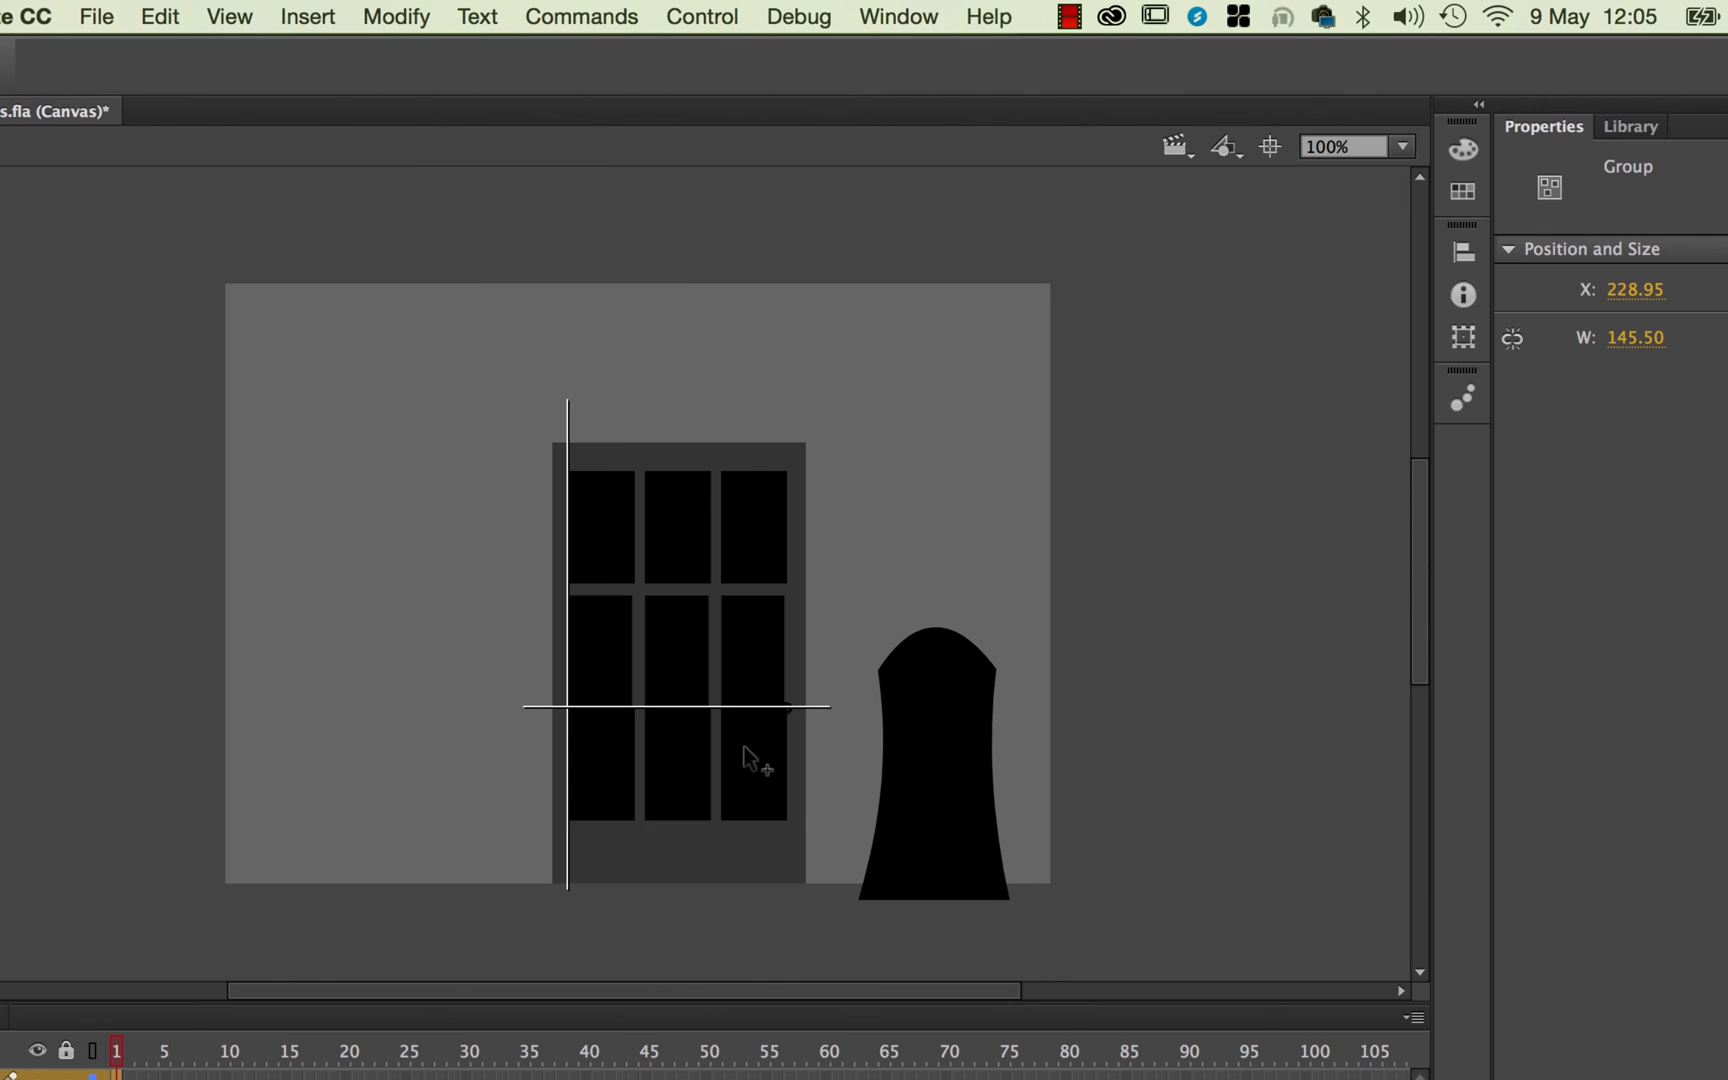 te CC File Edit View Insert Modify Text Commands Control Debug Window Help 9 May 12:05
s.fla (Canvas)*
100%
Properties Library
Group
Position and Size
X: 228.95
W: 145.50
1 5 10 15 20 25 30 35 40 45 50 55 60 65 70 75 80 85 90 95 100 105